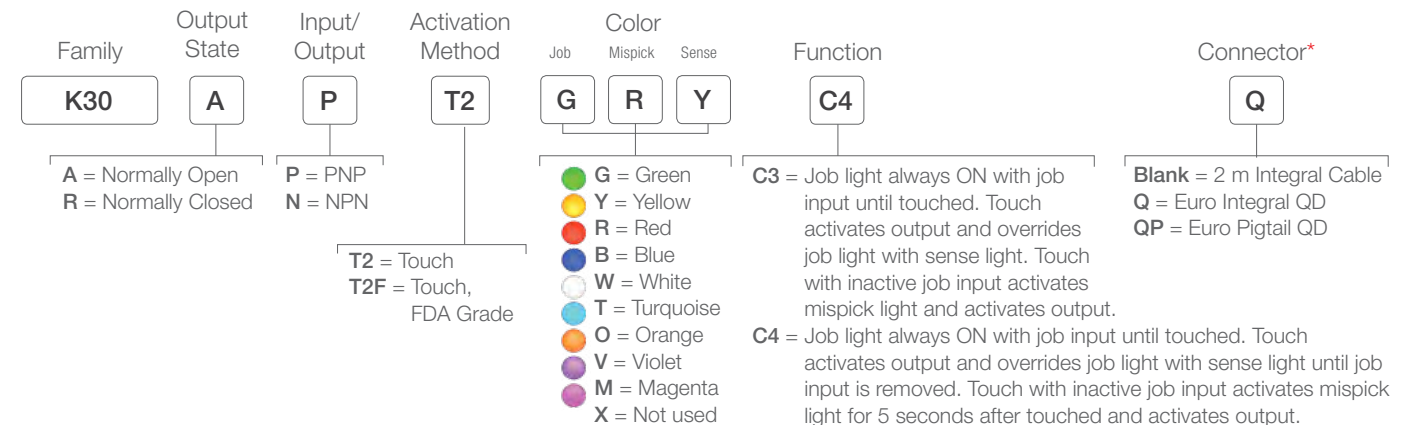 Family
Output
State
Input/
Output
Activation
Method
Color
Job Mispick Sense
Function
Connector*
K30 A P T2 G R Y C4 Q
A = Normally Open
R = Normally Closed
P = PNP
N = NPN
T2 = Touch
T2F = Touch,
FDA Grade
G = Green
Y = Yellow
R = Red
B = Blue
W = White
T = Turquoise
O = Orange
V = Violet
M = Magenta
X = Not used
C3 = Job light always ON with job
input until touched. Touch
activates output and overrides
job light with sense light. Touch
with inactive job input activates
mispick light and activates output.
C4 = Job light always ON with job input until touched. Touch
activates output and overrides job light with sense light until job
input is removed. Touch with inactive job input activates mispick
light for 5 seconds after touched and activates output.
Blank = 2 m Integral Cable
Q = Euro Integral QD
QP = Euro Pigtail QD